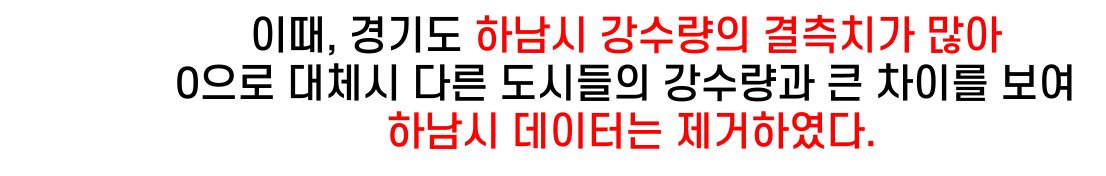 이때, 경기도 하남시 강수량의 결측치가 많아
0으로 대체시 다른 도시들의 강수량과 큰 차이를 보여
하남시 데이터는 제거하였다.